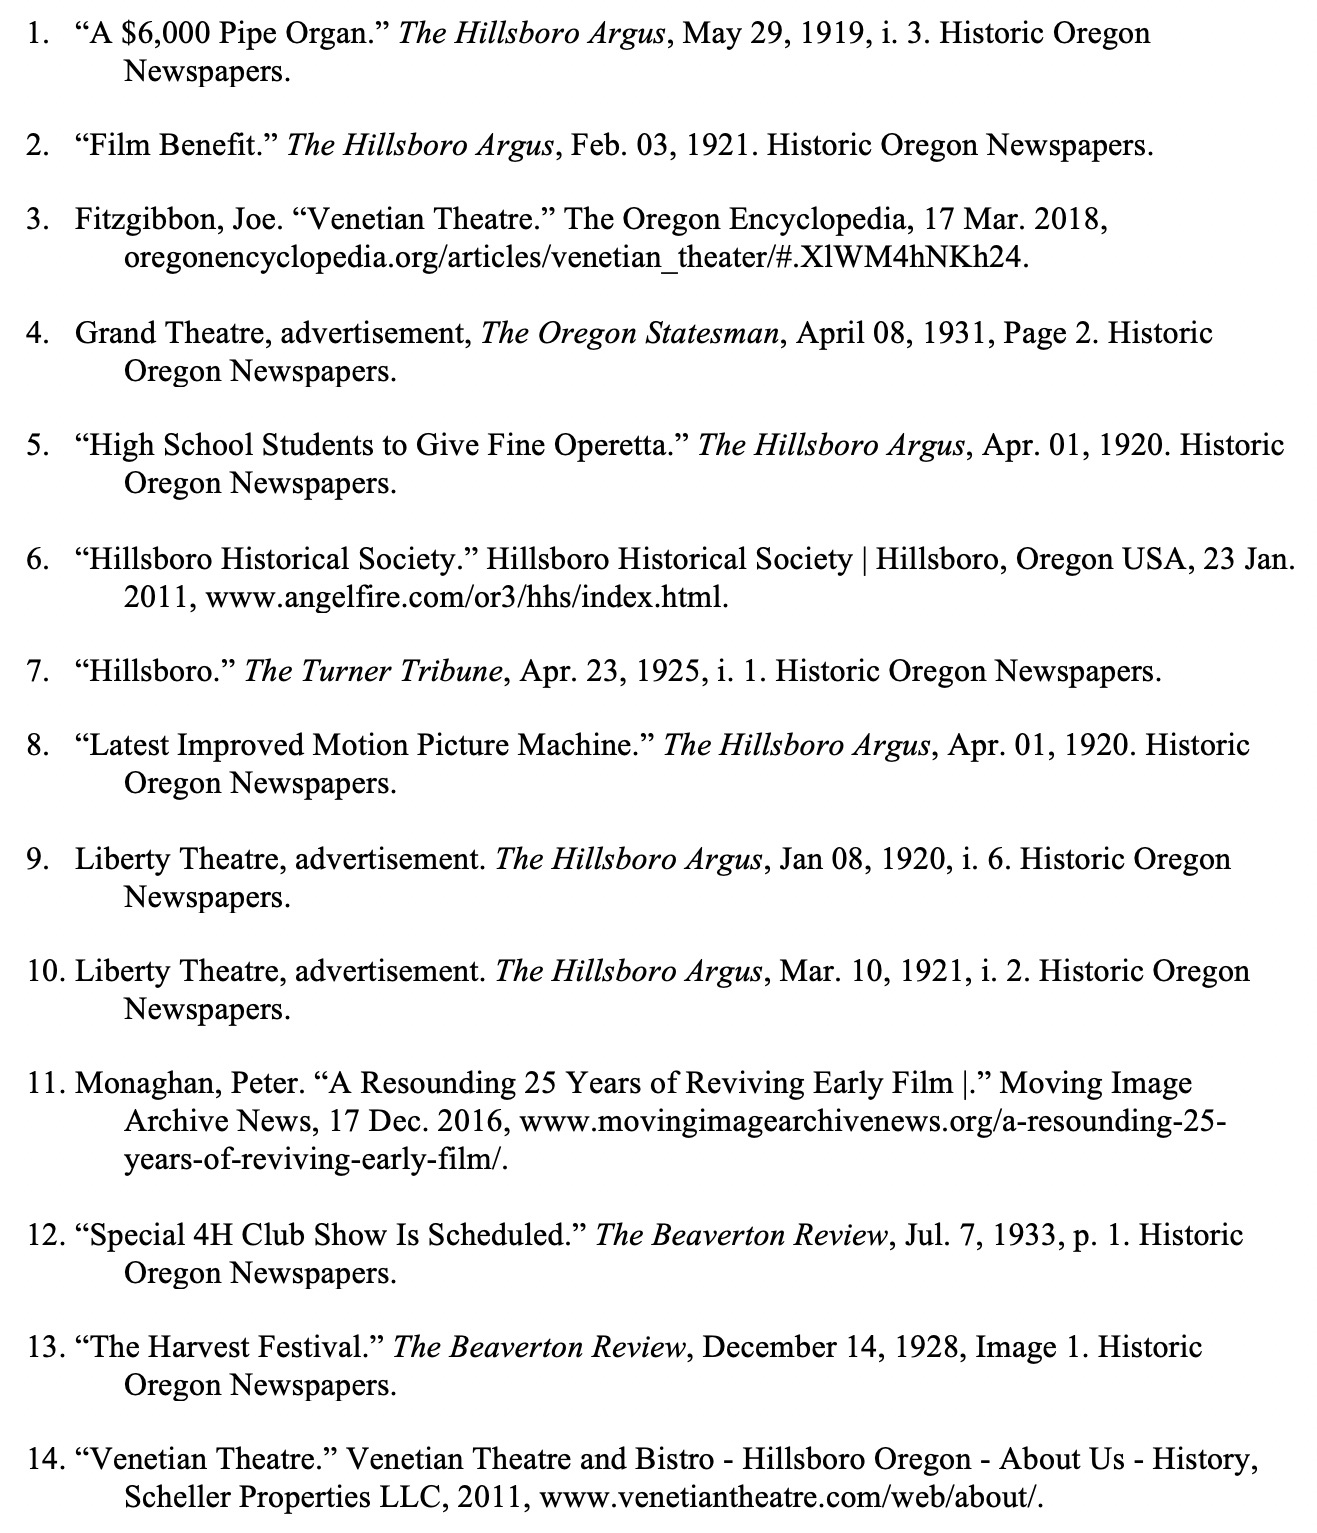 1. “A $6,000 Pipe Organ.” The Hillsboro Argus, May 29, 1919, i. 3. Historic Oregon
Newspapers.
2. “Film Benefit.” The Hillsboro Argus, Feb. 03, 1921. Historic Oregon Newspapers.
3. Fitzgibbon, Joe. “Venetian Theatre.” The Oregon Encyclopedia, 17 Mar. 2018,
oregonencyclopedia.org/articles/venetian_theater/#.XlWM4hNKh24.
4. Grand Theatre, advertisement, The Oregon Statesman, April 08, 1931, Page 2. Historic
Oregon Newspapers.
5. “High School Students to Give Fine Operetta.” The Hillsboro Argus, Apr. 01, 1920. Historic
Oregon Newspapers.
6. “Hillsboro Historical Society.” Hillsboro Historical Society | Hillsboro, Oregon USA, 23 Jan.
2011, www.angelfire.com/or3/hhs/index.html.
7. “Hillsboro.” The Turner Tribune, Apr. 23, 1925, i. 1. Historic Oregon Newspapers.
8. “Latest Improved Motion Picture Machine.” The Hillsboro Argus, Apr. 01, 1920. Historic
Oregon Newspapers.
9. Liberty Theatre, advertisement. The Hillsboro Argus, Jan 08, 1920, i. 6. Historic Oregon
Newspapers.
10. Liberty Theatre, advertisement. The Hillsboro Argus, Mar. 10, 1921, i. 2. Historic Oregon
Newspapers.
11. Monaghan, Peter. “A Resounding 25 Years of Reviving Early Film |.” Moving Image
Archive News, 17 Dec. 2016, www.movingimagearchivenews.org/a-resounding-25-
years-of-reviving-early-film/.
12. “Special 4H Club Show Is Scheduled.” The Beaverton Review, Jul. 7, 1933, p. 1. Historic
Oregon Newspapers.
13. “The Harvest Festival.” The Beaverton Review, December 14, 1928, Image 1. Historic
Oregon Newspapers.
14. “Venetian Theatre.” Venetian Theatre and Bistro - Hillsboro Oregon - About Us - History,
Scheller Properties LLC, 2011, www.venetiantheatre.com/web/about/.